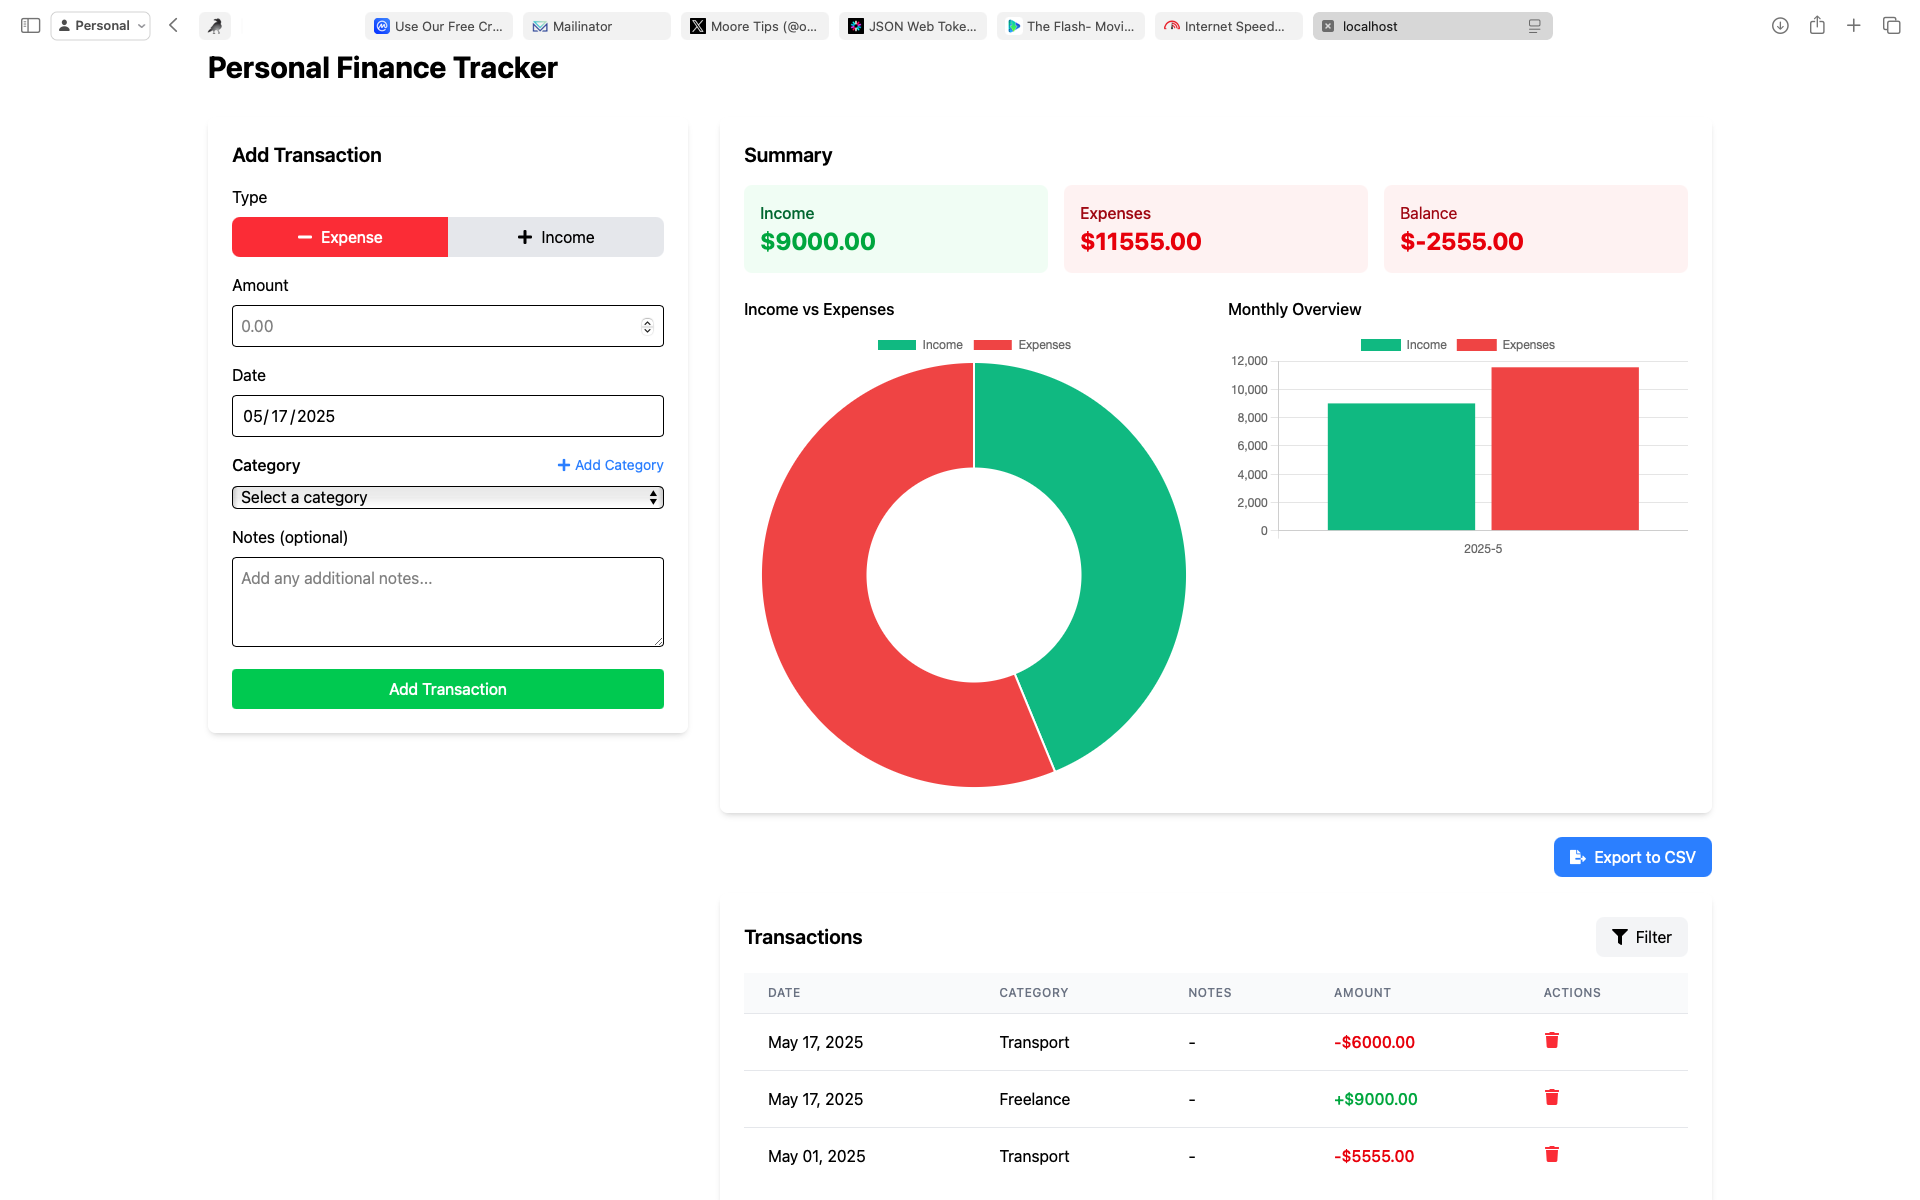 Personal
Use Our Free Cr...
Mailinator
Moore Tips (@o...
JSON Web Toke...
The Flash- Movi...
Internet Speed...
localhost
Personal Finance Tracker
Add Transaction
Type
Expense
Income
Amount
0.00
Date
05/17/2025
Category
Add Category
Select a category
Notes (optional)
Add any additional notes...
Add Transaction
Summary
Income
$9000.00
Expenses
$11555.00
Balance
$-2555.00
Income vs Expenses
Income Expenses
Monthly Overview
Income Expenses
12,000
10,000
8,000
6,000
4,000
2,000
0
2025-5
Export to CSV
Transactions
Filter
DATE CATEGORY NOTES AMOUNT ACTIONS
May 17, 2025 Transport - -$6000.00
May 17, 2025 Freelance - +$9000.00
May 01, 2025 Transport - -$5555.00